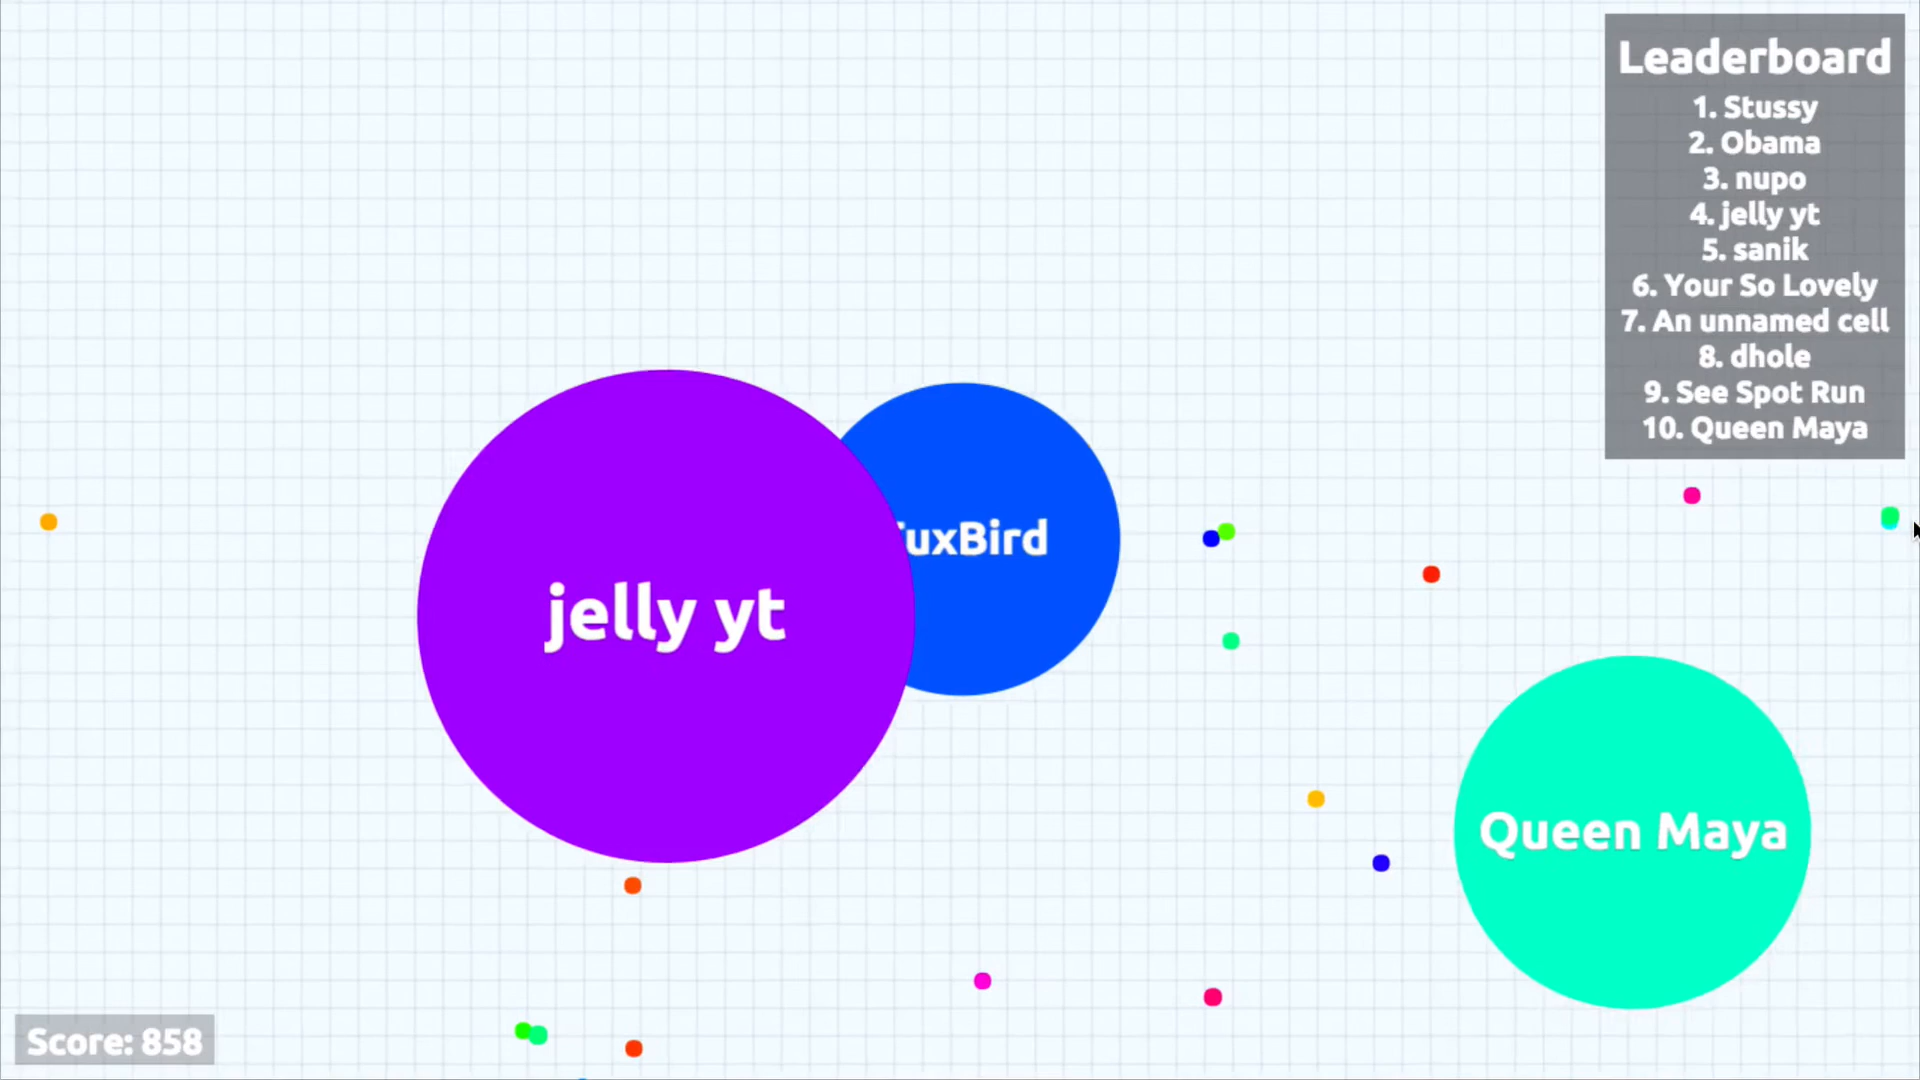 Leaderboard
1. Stussy
2. Obama
3. nupo
4. jelly yt
5. sanik
6. Your So Lovely
7. An unnamed cell
8. dhole
9. See Spot Run
10. Queen Maya
uxBird
jelly yt
Queen Maya
Score: 858